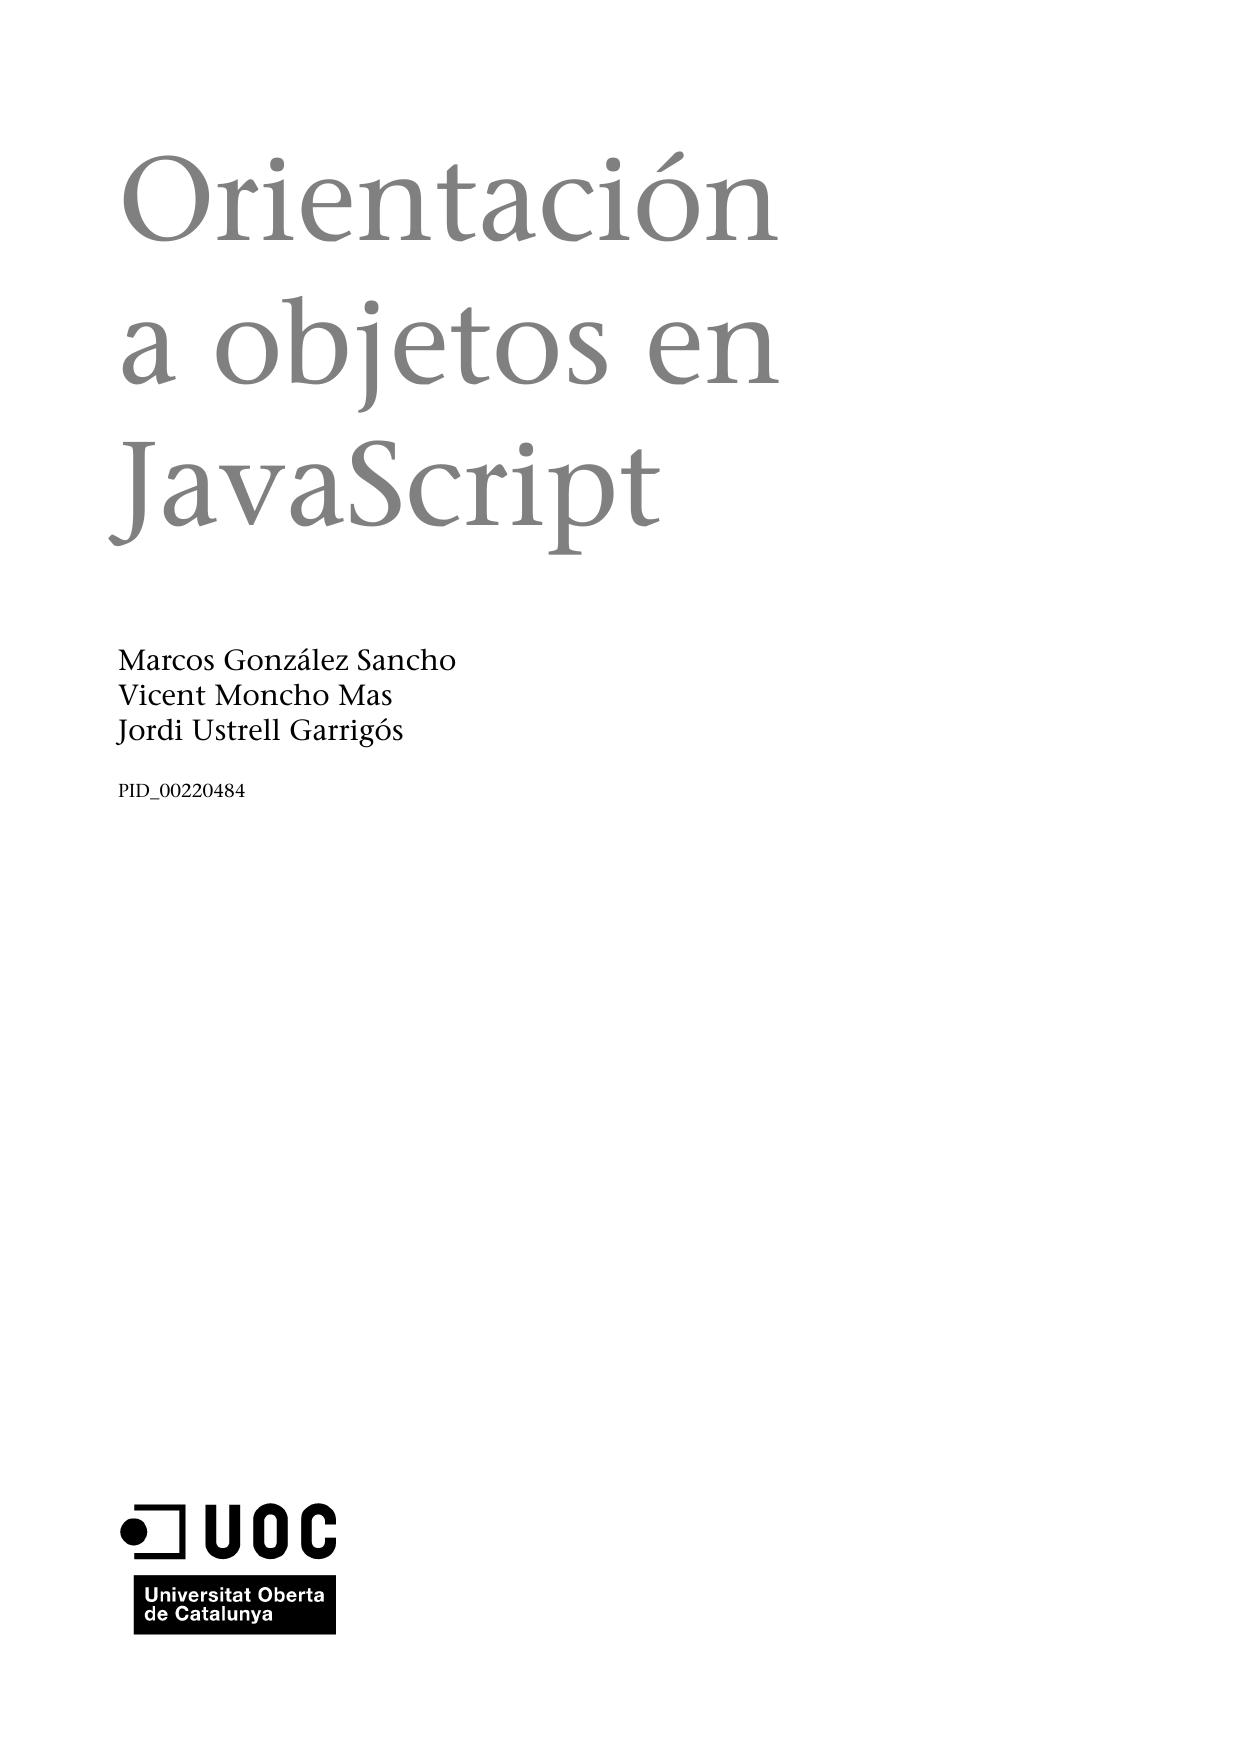 Orientación
a objetos en
JavaScript
Marcos González Sancho
Vicent Moncho Mas
Jordi Ustrell Garrigós
PID_00220484
UOC
Universitat Oberta
de Catalunya